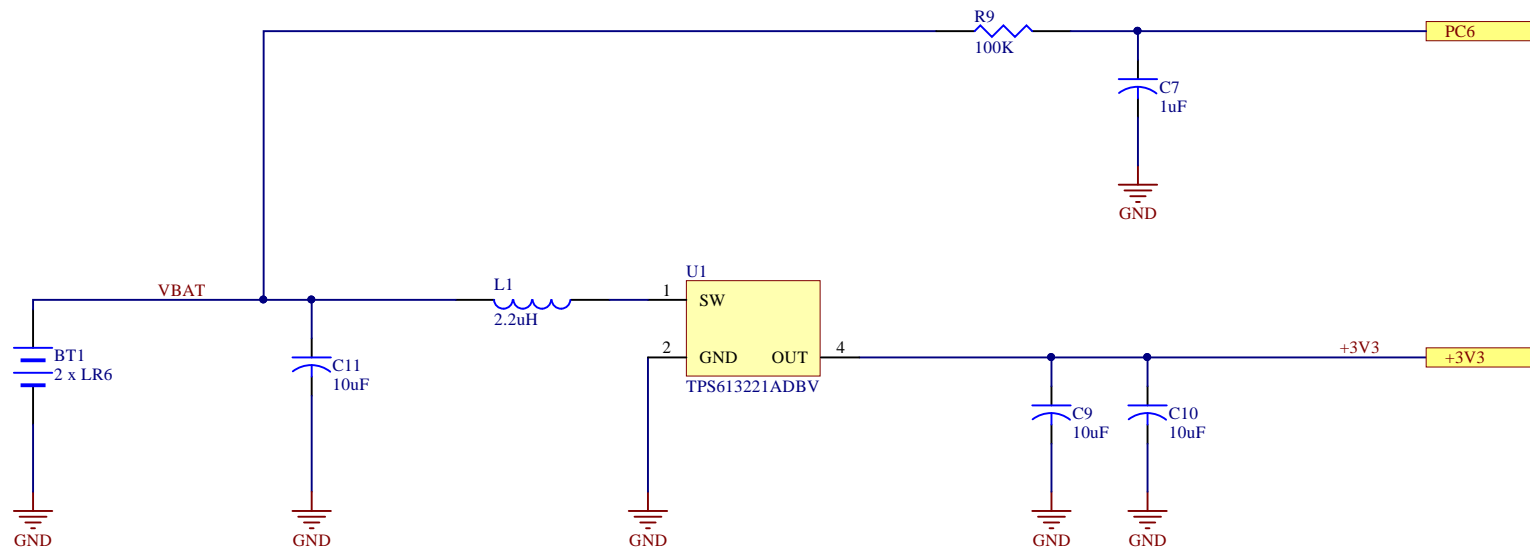 R9
100K
PC6
C7
1uF
GND
U1
VBAT
L1
2.2uH
1
SW
2
GND
OUT
4
TPS613221ADBV
+3V3
+3V3
BT1
2 x LR6
C11
10uF
C9
10uF
C10
10uF
GND
GND
GND
GND
GND